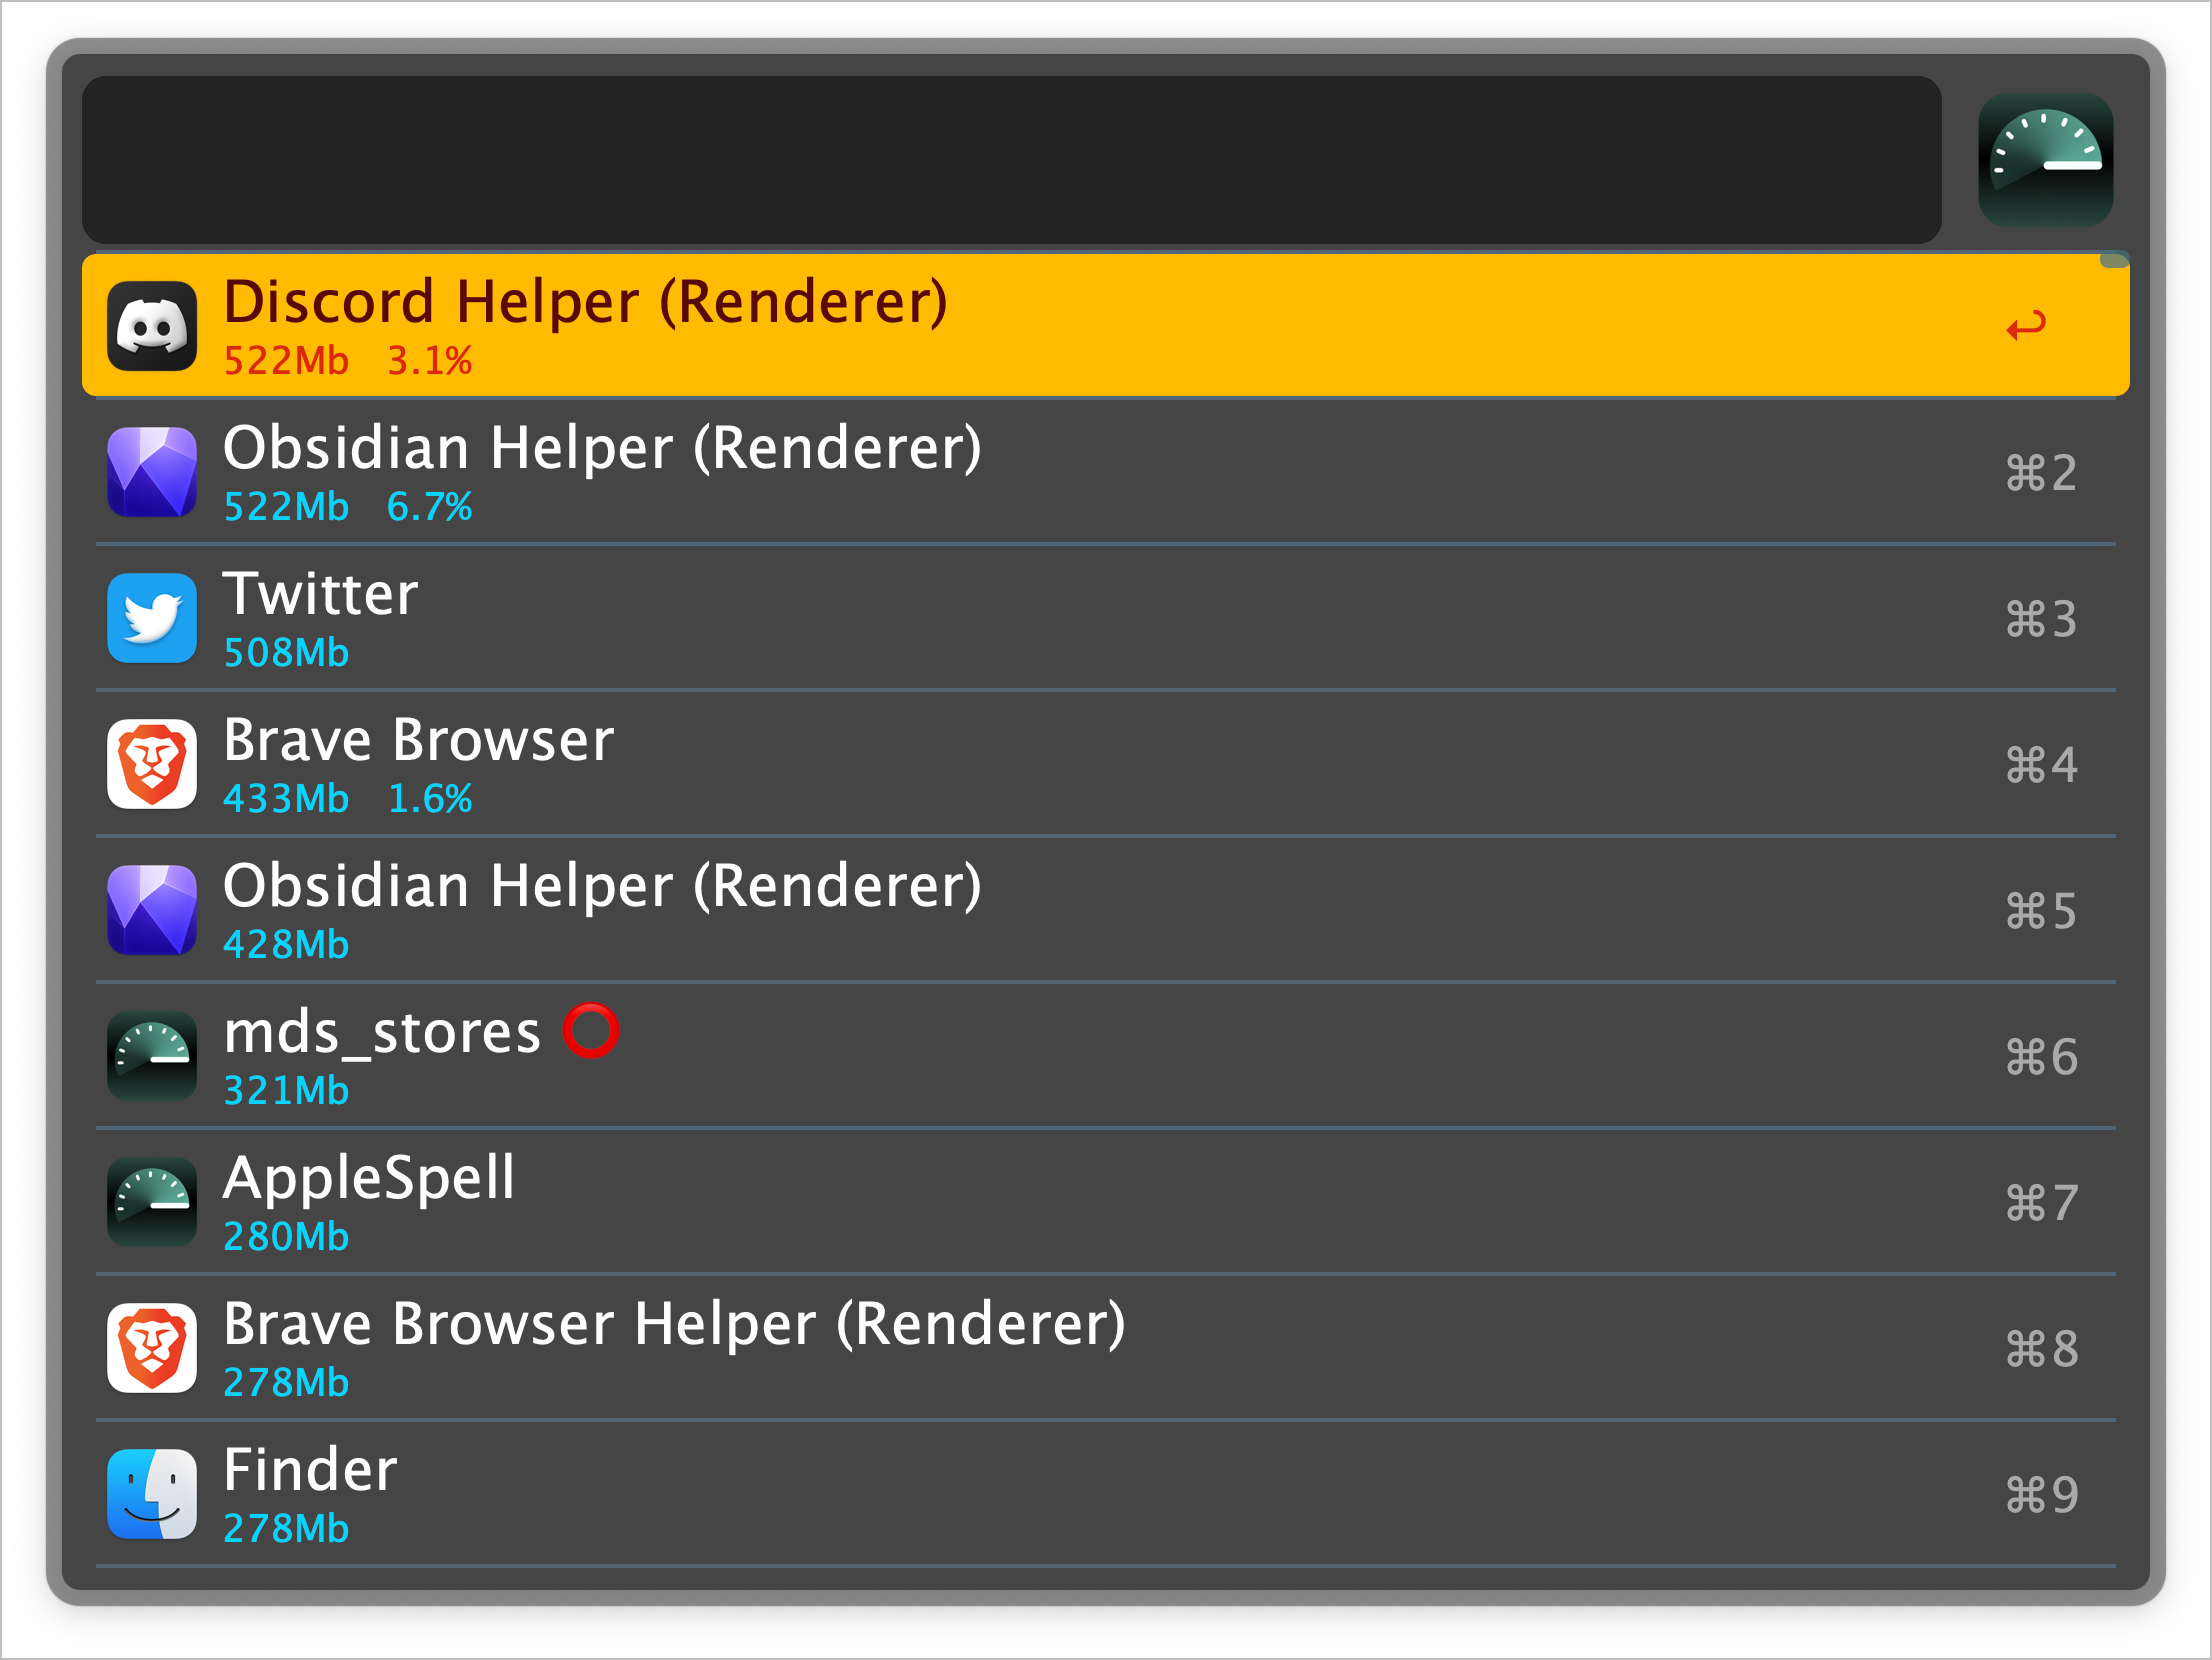 Discord Helper (Renderer)
522Mb 3.1% ↩
Obsidian Helper (Renderer)
522Mb 6.7% ⌘2
Twitter
508Mb ⌘3
Brave Browser
433Mb 1.6% ⌘4
Obsidian Helper (Renderer)
428Mb ⌘5
mds_stores ⭕
321Mb ⌘6
AppleSpell
280Mb ⌘7
Brave Browser Helper (Renderer)
278Mb ⌘8
Finder
278Mb ⌘9